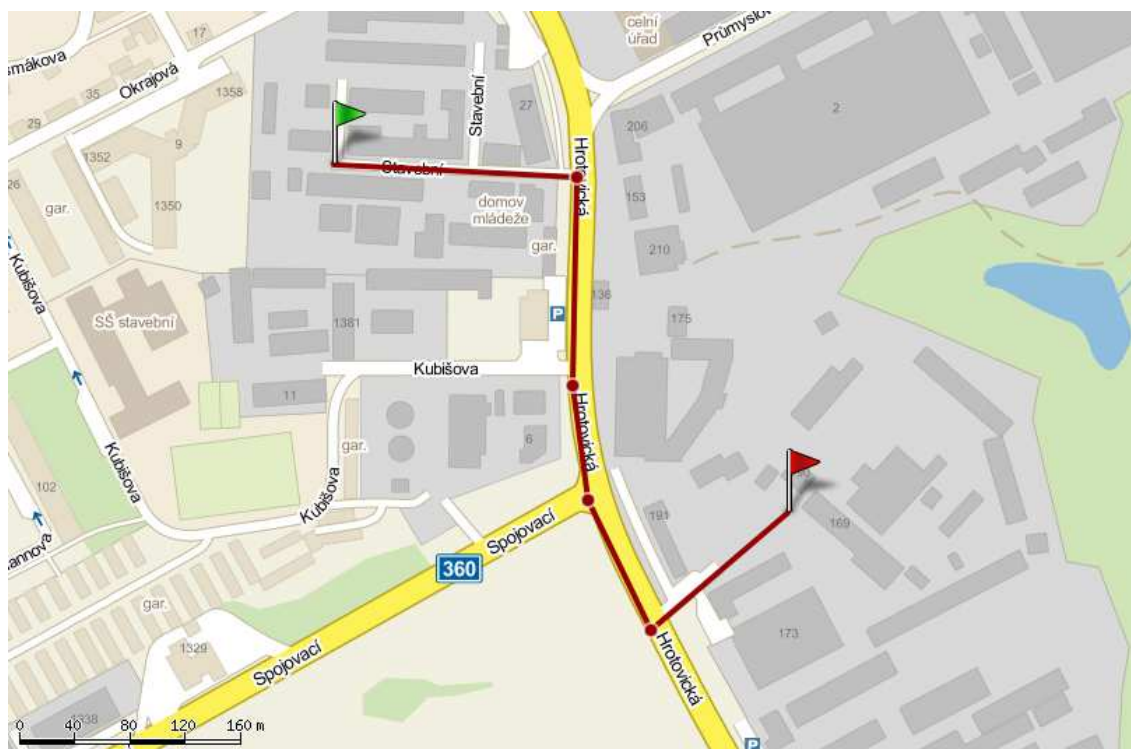 celní
úřad
Průmyslov
smákova
17
Okrajová
35
29
1358
9
1352
1350
26
gar.
Stavební
27
Stavební
domov
mládeže
gar.
Hrotovická
206
2
153
210
136
175
P
Kubišova
SŠ stavební
1381
Kubišova
11
gar.
6
Hrotovická
191
169
Kubišova
Kubišova
102
annova
Spojovací
360
gar.
1329
Spojovací
Hrotovická
173
P
1338
0 40 80 120 160 m